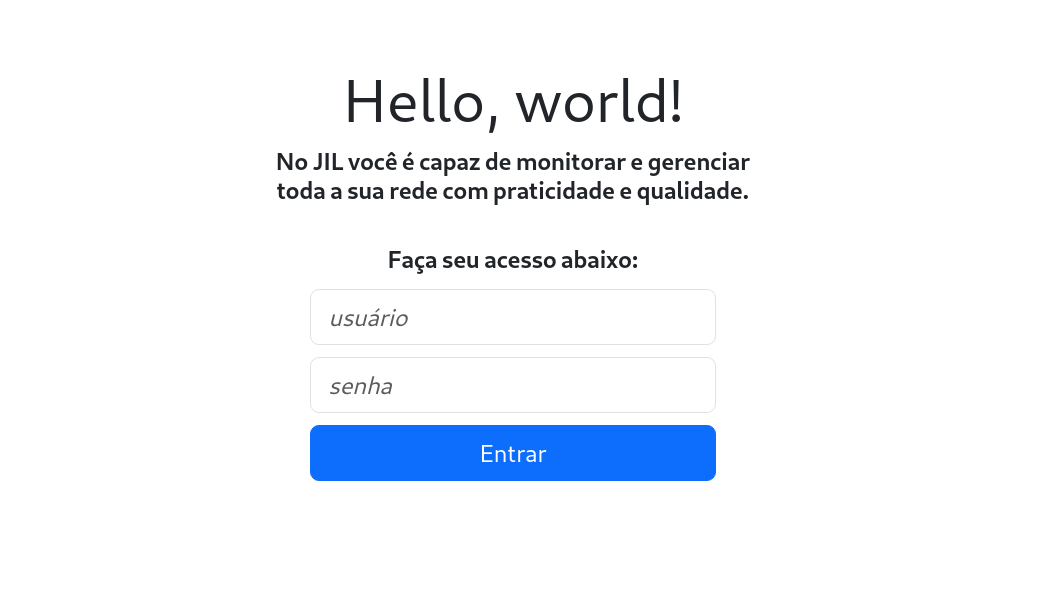 Hello, world!
No JIL você é capaz de monitorar e gerenciar
toda a sua rede com praticidade e qualidade.
Faça seu acesso abaixo:
usuário
senha
Entrar